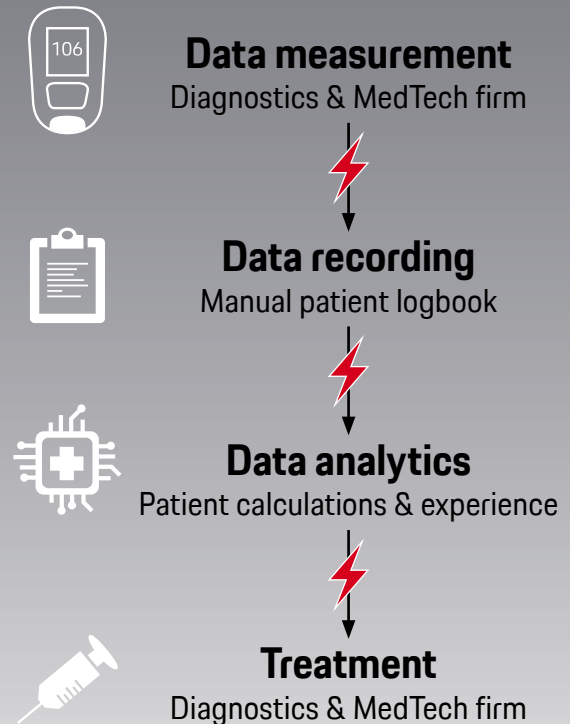 106
Data measurement
Diagnostics & MedTech firm
Data recording
Manual patient logbook
Data analytics
Patient calculations & experience
Treatment
Diagnostics & MedTech firm